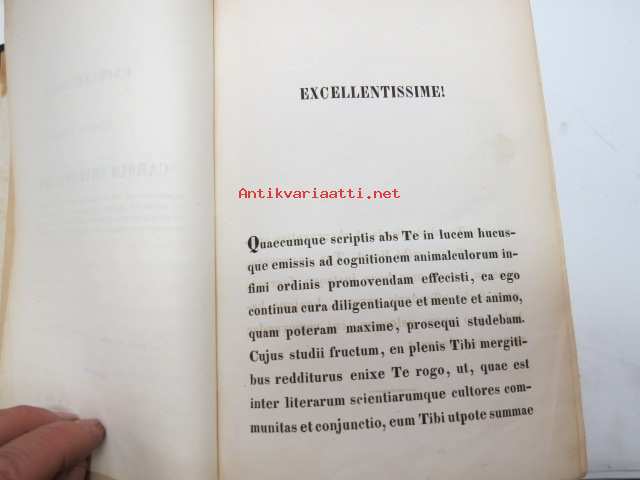 EXCELLENTISSIME!
Antikvariaatti.net
Quaecumque scriptis abs Te in lucem hucus-
que emissis ad cognitionem animalculorum in-
fimi ordinis promovendam effecisti, ea ego
continua cura diligentiaque et mente et animo,
quam poteram maxime, prosequi studebam.
Cujus studii fructum, en plenis Tibi mergiti-
bus redditurus enixe Te rogo, ut, quae est
inter literarum scientiarumque cultores com-
munitas et conjunctio, eum Tibi utpote summae